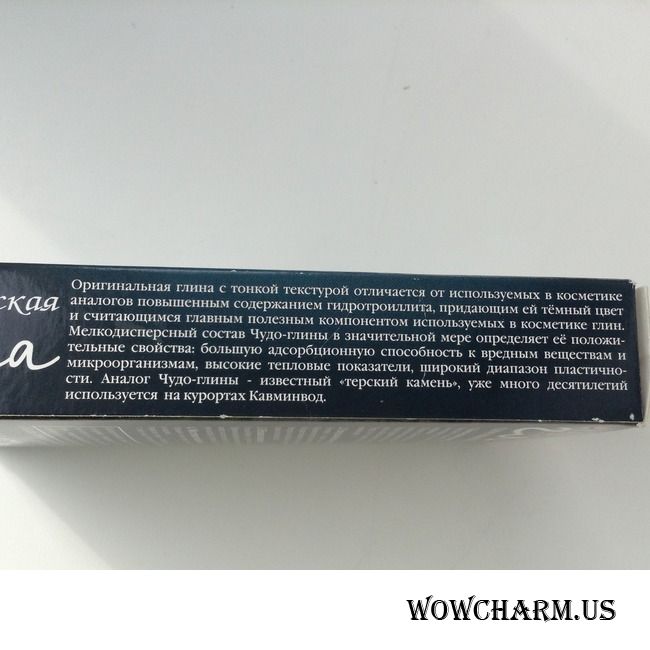 ская
а
Оригинальная глина с тонкой текстурой отличается от используемых в косметике
аналогов повышенным содержанием гидротроиллита, придающим ей тёмный цвет
и считающимся главным полезным компонентом используемых в косметике глин.
Мелкодисперсный состав Чудо-глины в значительной мере определяет её положи-
тельные свойства: большую адсорбционную способность к вредным веществам и
микроорганизмам, высокие тепловые показатели, широкий диапазон пластично-
сти. Аналог Чудо-глины - известный «терский камень», уже много десятилетий
используется на курортах Кавминвод.
WOWCHARM.US